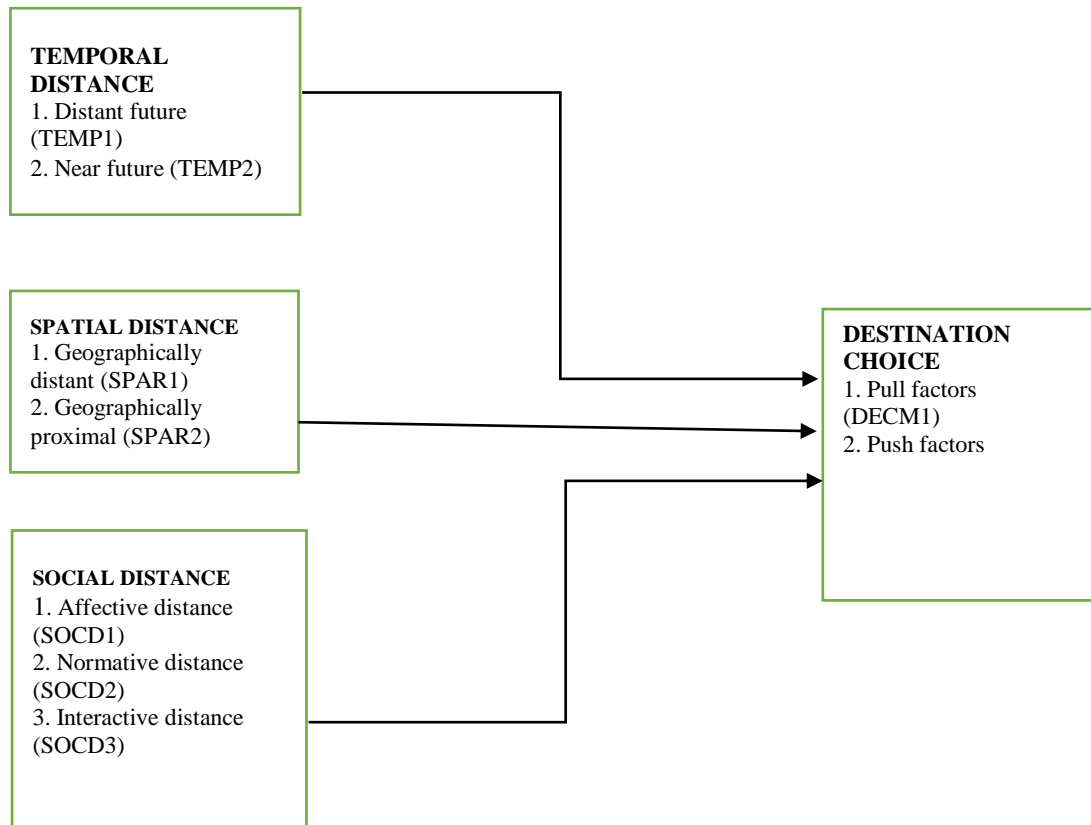 TEMPORAL
DISTANCE
1. Distant future
(TEMP1)
2. Near future (TEMP2)
SPATIAL DISTANCE
1. Geographically
distant (SPAR1)
2. Geographically
proximal (SPAR2)
SOCIAL DISTANCE
1. Affective distance
(SOCD1)
2. Normative distance
(SOCD2)
3. Interactive distance
(SOCD3)
DESTINATION
CHOICE
1. Pull factors
(DECM1)
2. Push factors